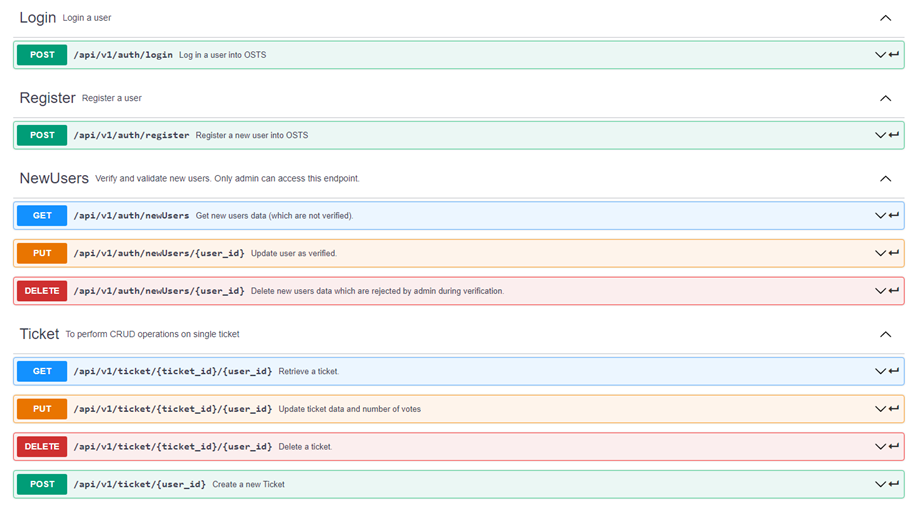 Login Login a user
POST /api/v1/auth/login Log in a user into OSTS
Register Register a user
POST /api/v1/auth/register Register a new user into OSTS
NewUsers Verify and validate new users. Only admin can access this endpoint.
GET /api/v1/auth/newUsers Get new users data (which are not verified).
PUT /api/v1/auth/newUsers/{user_id} Update user as verified.
DELETE /api/v1/auth/newUsers/{user_id} Delete new users data which are rejected by admin during verification.
Ticket To perform CRUD operations on single ticket
GET /api/v1/ticket/{ticket_id}/{user_id} Retrieve a ticket.
PUT /api/v1/ticket/{ticket_id}/{user_id} Update ticket data and number of votes
DELETE /api/v1/ticket/{ticket_id}/{user_id} Delete a ticket.
POST /api/v1/ticket/{user_id} Create a new Ticket